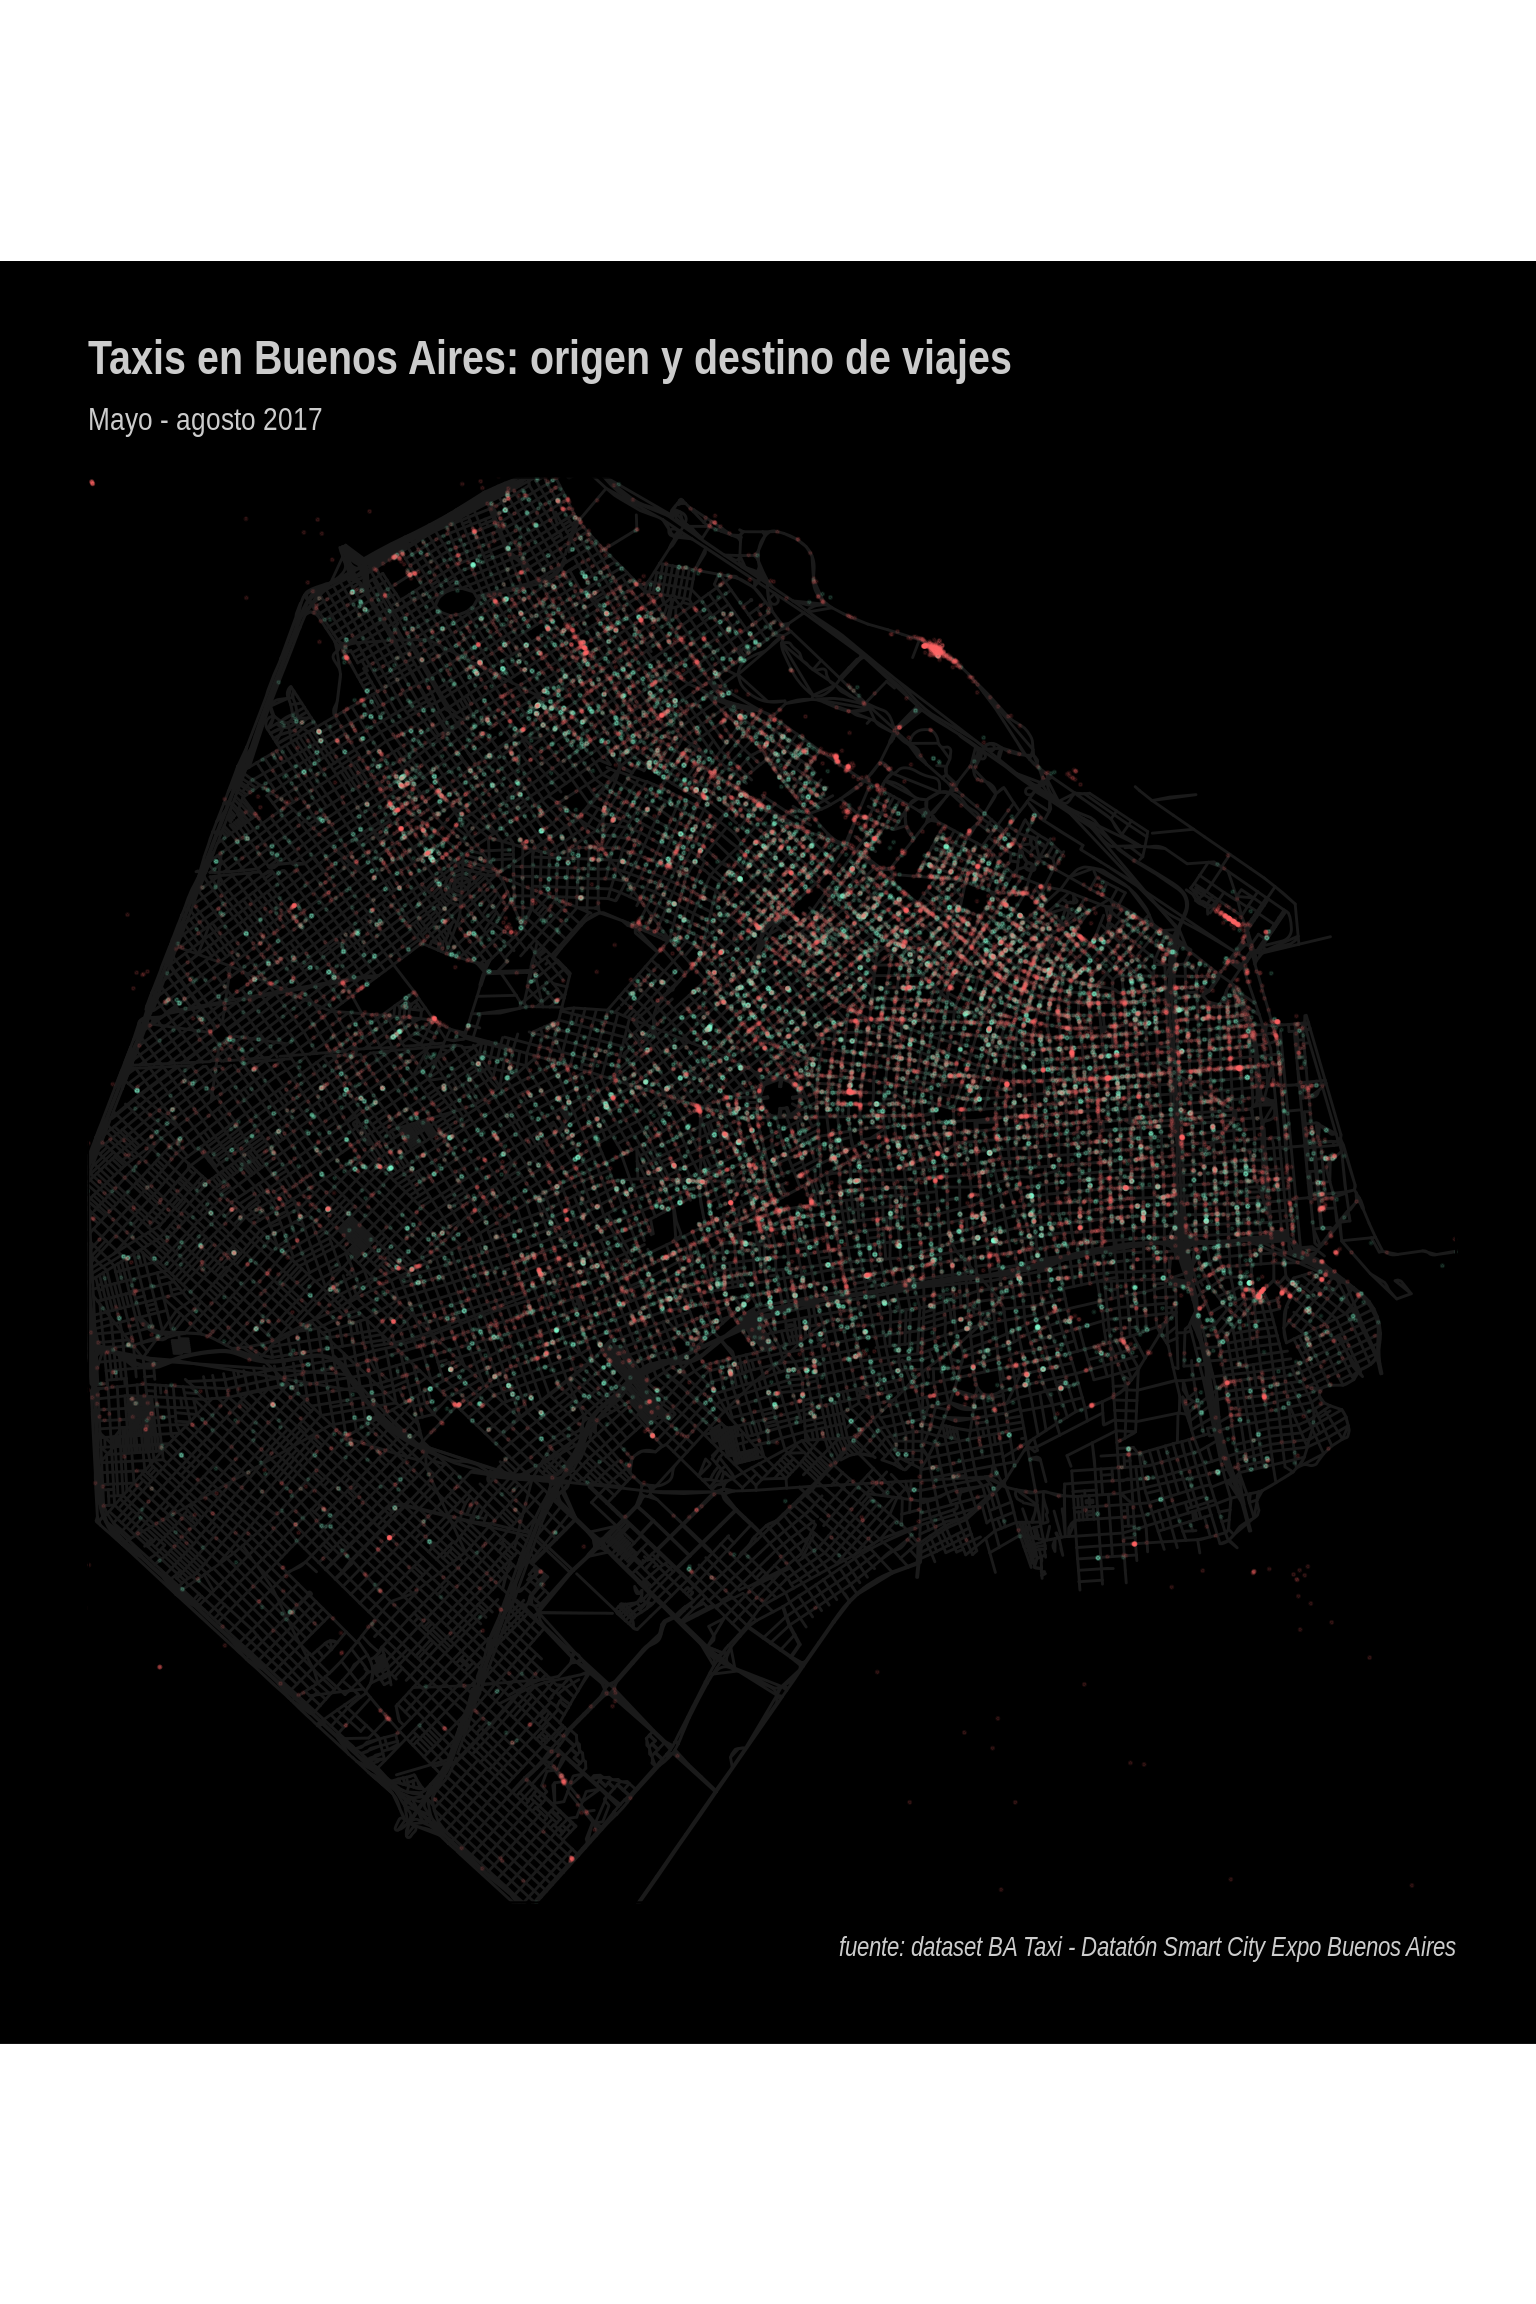 Taxis en Buenos Aires: origen y destino de viajes
Mayo - agosto 2017
fuente: dataset BA Taxi - Datatón Smart City Expo Buenos Aires